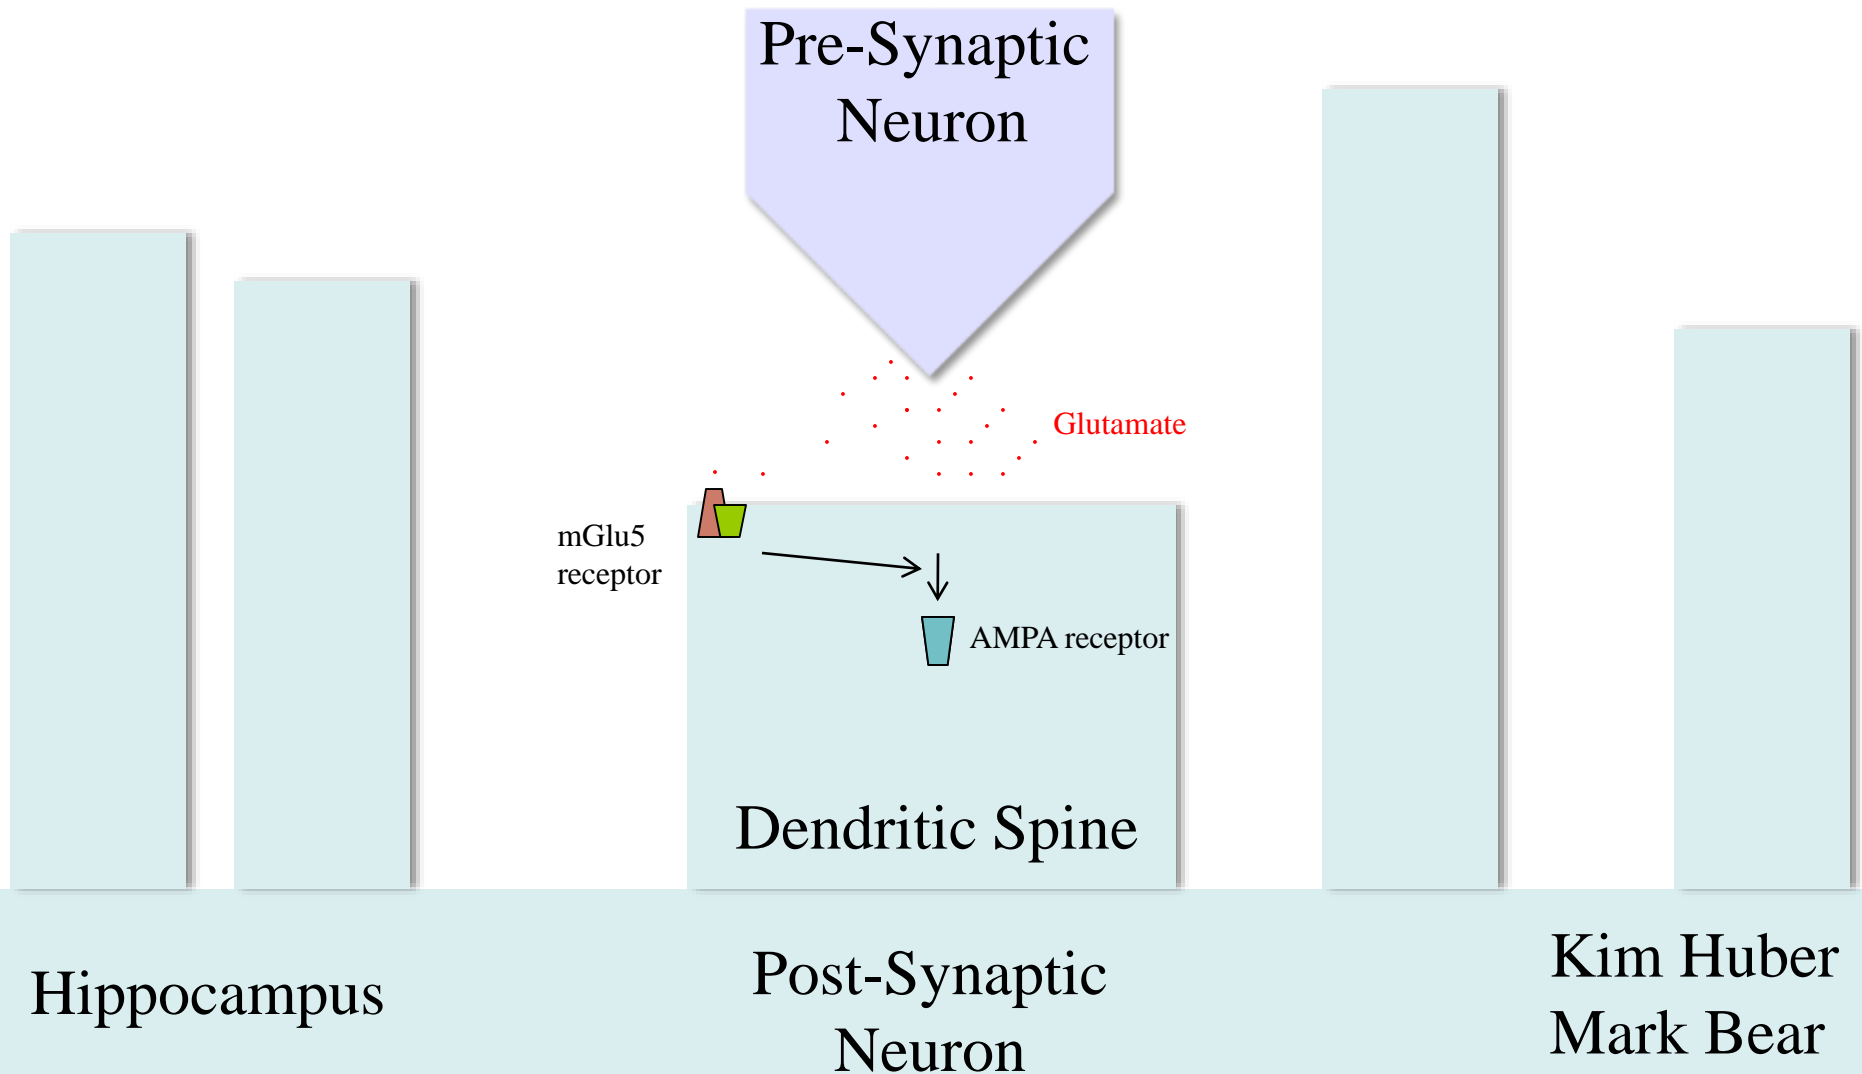 Pre-Synaptic
Neuron
Glutamate
mGlu5
receptor
AMPA receptor
Dendritic Spine
Hippocampus
Post-Synaptic
Neuron
Kim Huber
Mark Bear